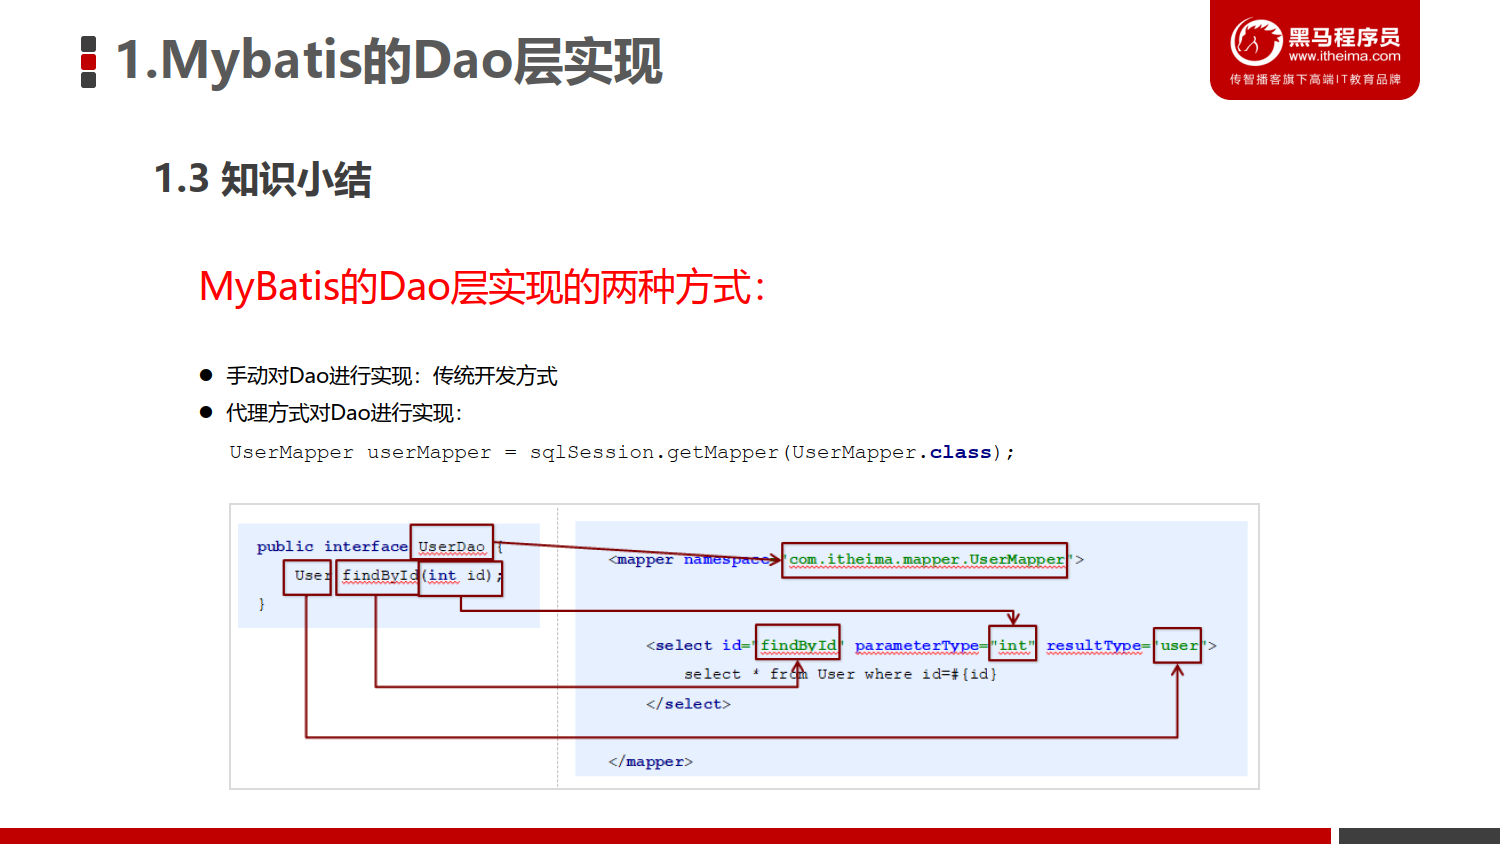 1.Mybatis的Dao层实现
黑马程序员
www.itheima.com
传智播客旗下高端IT教育品牌
1.3 知识小结
MyBatis的Dao层实现的两种方式：
● 手动对Dao进行实现：传统开发方式
● 代理方式对Dao进行实现：
UserMapper userMapper = sqlSession.getMapper(UserMapper.class);
public interface UserDao {
User findById(int id);
}
<mapper namespace="com.itheima.mapper.UserMapper">
<select id="findById" parameterType="int" resultType="user">
select * from User where id=#{id}
</select>
</mapper>